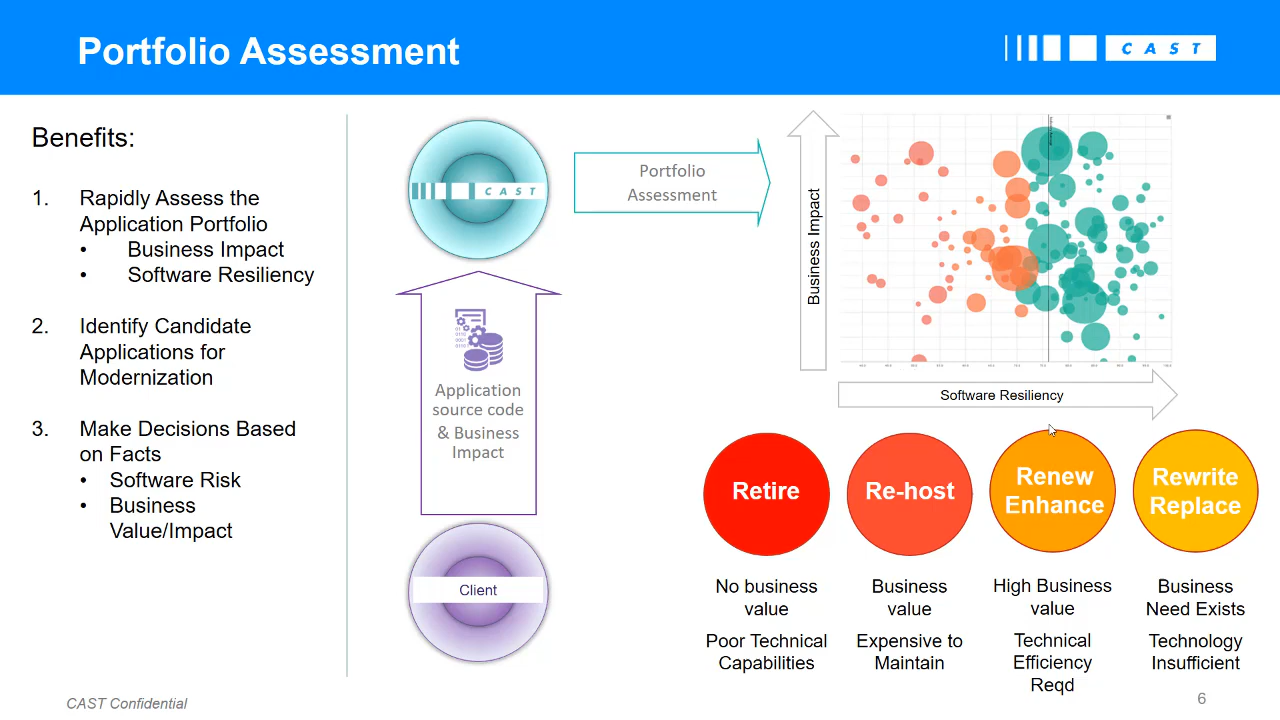 Portfolio Assessment
CAST
Benefits:
1. Rapidly Assess the
Application Portfolio
• Business Impact
• Software Resiliency
2. Identify Candidate
Applications for
Modernization
3. Make Decisions Based
on Facts
• Software Risk
• Business
Value/Impact
CAST
Application
source code
& Business
Impact
Client
Portfolio
Assessment
Business Impact
Software Resiliency
Retire
Re-host
Renew
Enhance
Rewrite
Replace
No business
value
Poor Technical
Capabilities
Business
value
Expensive to
Maintain
High Business
value
Technical
Efficiency
Reqd
Business
Need Exists
Technology
Insufficient
CAST Confidential
6